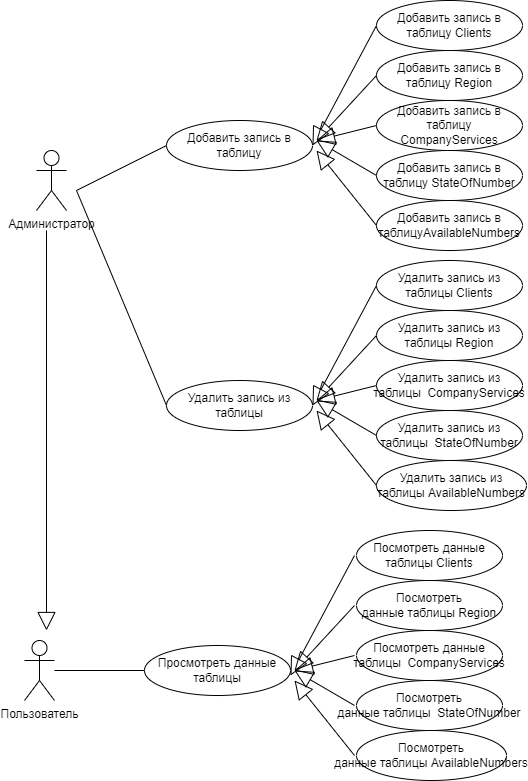 Добавить запись в
таблицу Clients
Добавить запись в
таблицу Region
Добавить запись в
таблицу
CompanyServices
Добавить запись в
таблицу StateOfNumber
Добавить запись в
таблицуAvailableNumbers
Добавить запись в
таблицу
Администратор
Удалить запись из
таблицы Clients
Удалить запись из
таблицы Region
Удалить запись из
таблицы CompanyServices
Удалить запись из
таблицы StateOfNumber
Удалить запись из
таблицы AvailableNumbers
Удалить запись из
таблицы
Посмотреть данные
таблицы Clients
Посмотреть
данные таблицы Region
Посмотреть данные
таблицы CompanyServices
Посмотреть
данные таблицы StateOfNumber
Посмотреть
данные таблицы AvailableNumbers
Просмотреть данные
таблицы
Пользователь